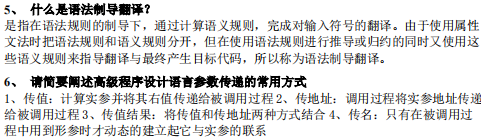 5、 什么是语法制导翻译？
是指在语法规则的制导下，通过计算语义规则，完成对输入符号的翻译。由于使用属性
文法时把语法规则和语义规则分开，但在使用语法规则进行推导或归约的同时又使用这
些语义规则来指导翻译与最终产生目标代码，所以称为语法制导翻译。
6、 请简要阐述高级程序设计语言参数传递的常用方式
1、传值：计算实参并将其右值传递给被调用过程 2、传地址：调用过程将实参地址传递
给被调用过程 3、传值结果：将传值和传地址两种方式结合 4、传名：只有在被调用过
程中用到形参时才动态的建立起它与实参的联系